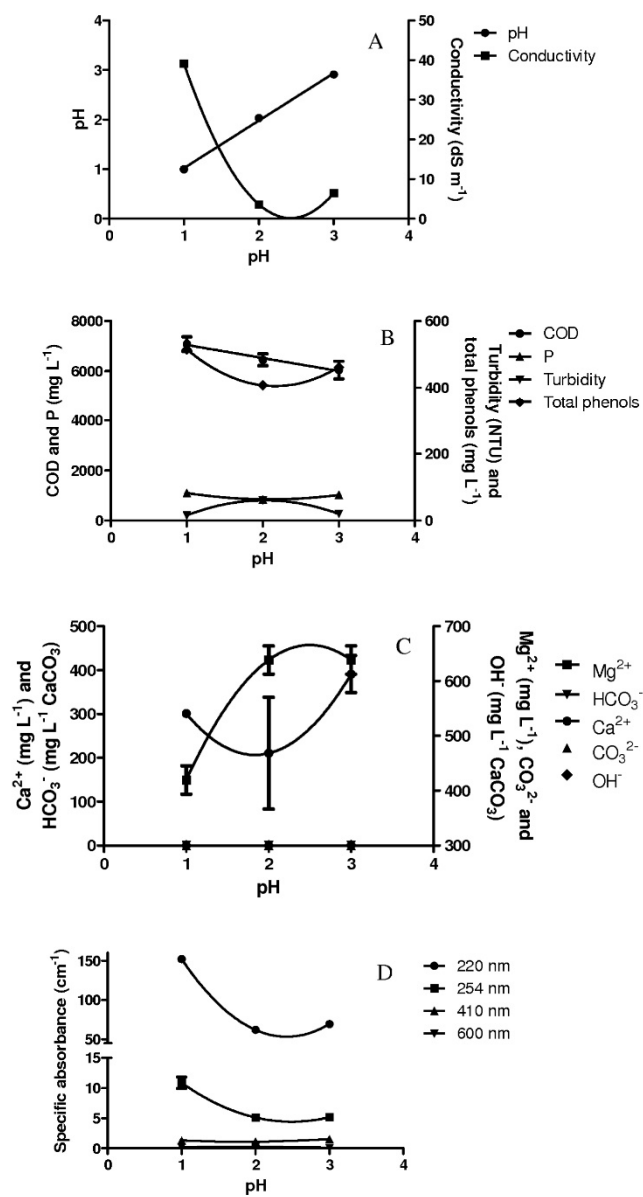 A
pH
Conductivity
4
3
2
1
0
pH
50
40
30
20
10
0
Conductivity
(dS m⁻¹)
0 1 2 3 4
pH
B
COD
P
Turbidity
Total phenols
8000
6000
4000
2000
0
COD and P (mg L⁻¹)
600
400
200
0
Turbidity (NTU) and
total phenols (mg L⁻¹)
0 1 2 3 4
pH
C
Mg²⁺
HCO₃⁻
Ca²⁺
CO₃²⁻
OH⁻
500
400
300
200
100
0
Ca²⁺ (mg L⁻¹) and
HCO₃⁻ (mg L⁻¹ CaCO₃)
700
600
500
400
300
Mg²⁺ (mg L⁻¹), CO₃²⁻ and
OH⁻ (mg L⁻¹ CaCO₃)
0 1 2 3 4
pH
D
220 nm
254 nm
410 nm
600 nm
150
100
50
15
10
5
0
Specific absorbance (cm⁻¹)
0 1 2 3 4
pH